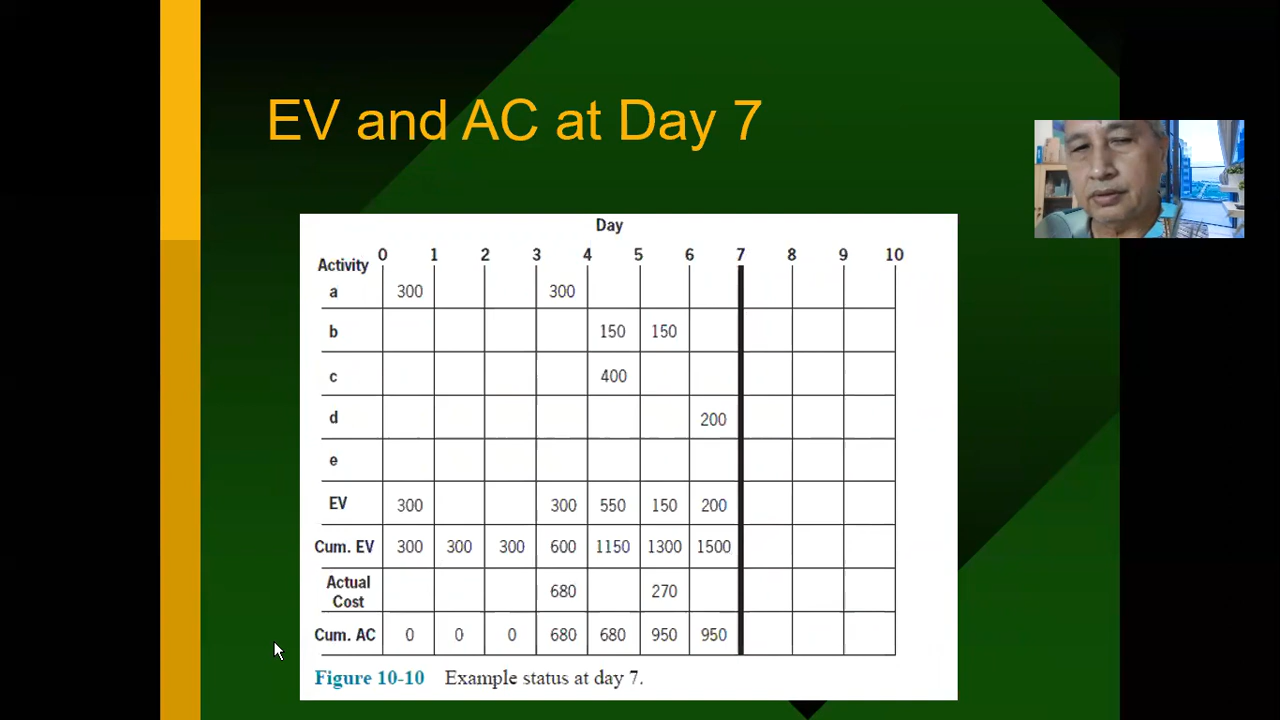 EV and AC at Day 7
Day
Activity 0 1 2 3 4 5 6 7 8 9 10
a 300 300
b 150 150
c 400
d 200
e
EV 300 300 550 150 200
Cum. EV 300 300 300 600 1150 1300 1500
Actual Cost 680 270
Cum. AC 0 0 0 680 680 950 950
Figure 10-10 Example status at day 7.